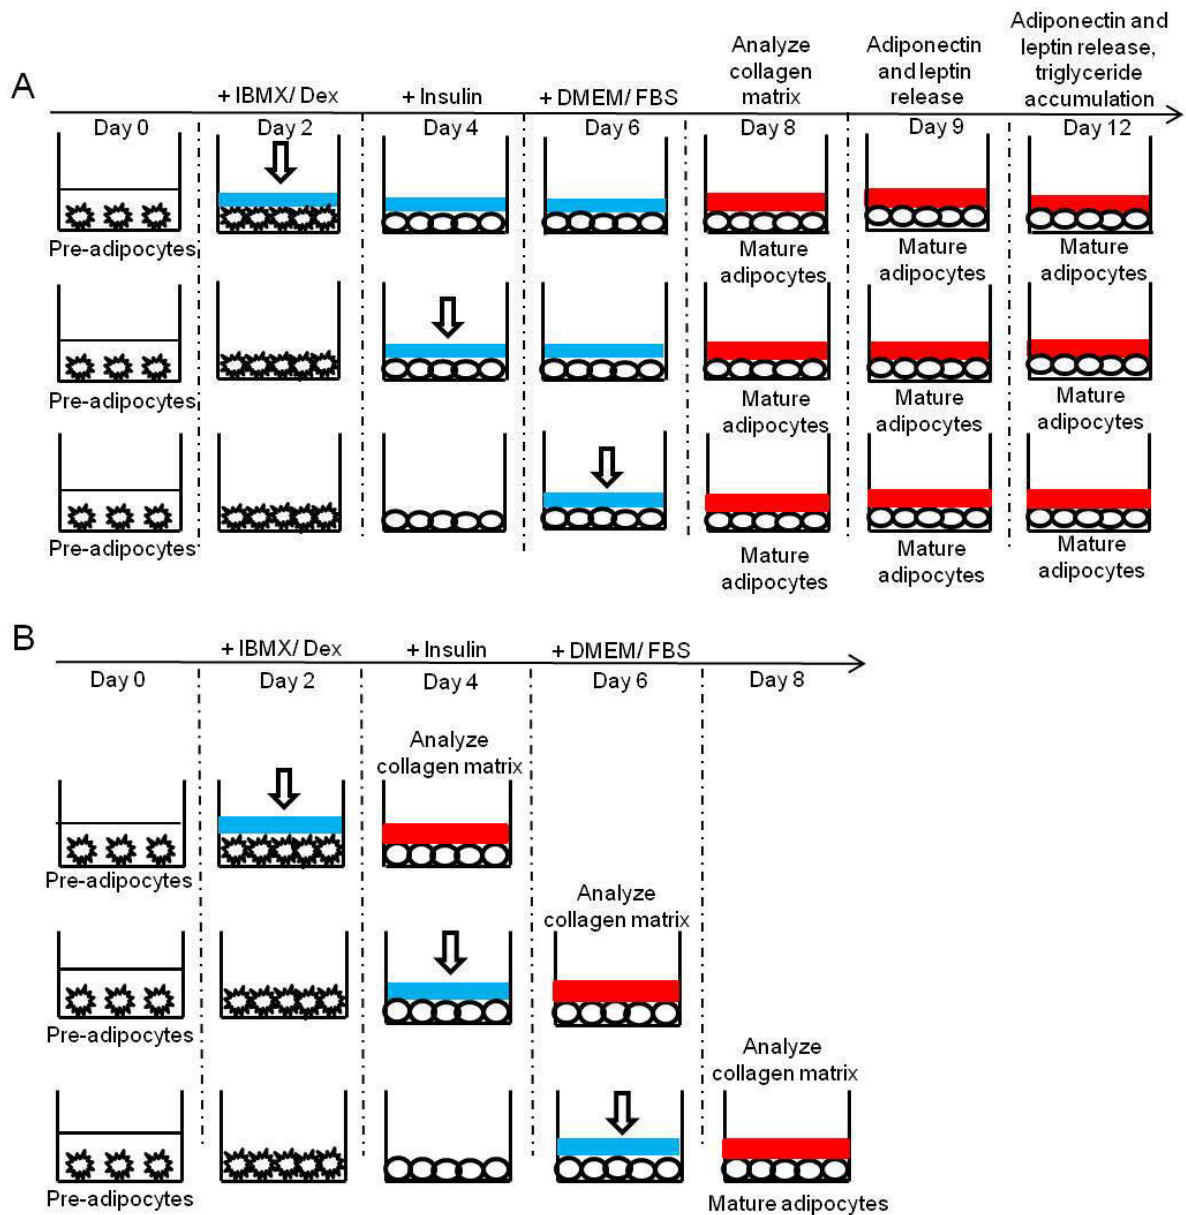 A
+ IBMX/ Dex
+ Insulin
+ DMEM/ FBS
Analyze
collagen
matrix
Adiponectin
and leptin
release
Adiponectin and
leptin release,
triglyceride
accumulation
Day 0
Day 2
Day 4
Day 6
Day 8
Day 9
Day 12
Pre-adipocytes
Mature
adipocytes
Mature
adipocytes
Mature
adipocytes
Pre-adipocytes
Mature
adipocytes
Mature
adipocytes
Mature
adipocytes
Pre-adipocytes
Mature
adipocytes
Mature
adipocytes
Mature
adipocytes
B
+ IBMX/ Dex
+ Insulin
+ DMEM/ FBS
Day 0
Day 2
Day 4
Day 6
Day 8
Analyze
collagen matrix
Pre-adipocytes
Analyze
collagen matrix
Pre-adipocytes
Analyze
collagen matrix
Pre-adipocytes
Mature adipocytes